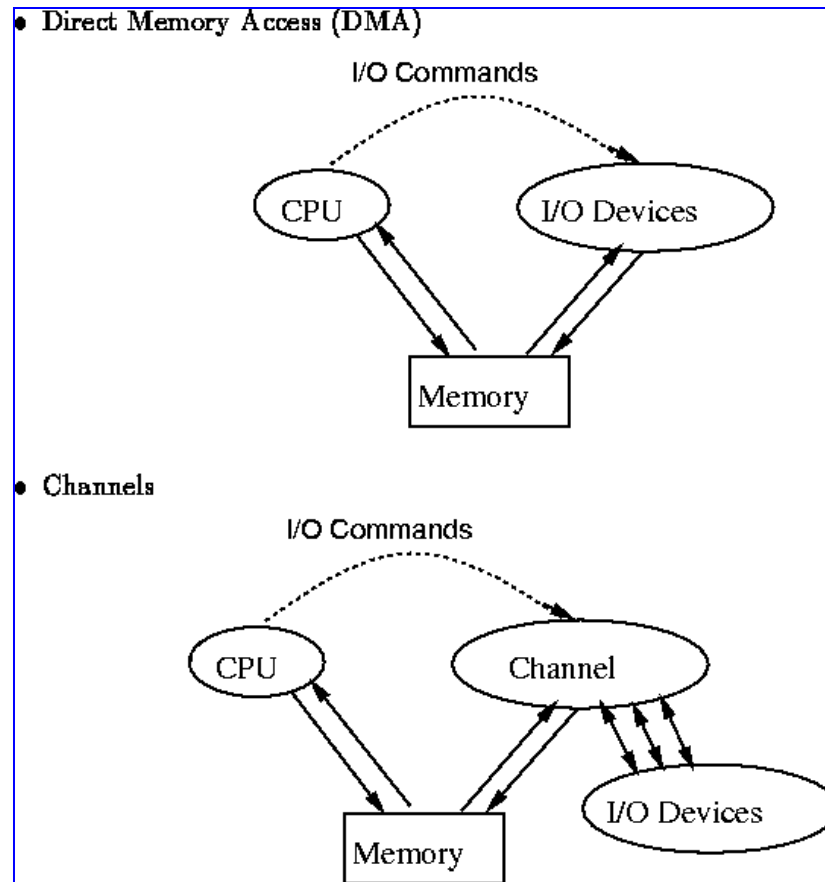 • Direct Memory Access (DMA)
I/O Commands
CPU
I/O Devices
Memory
• Channels
I/O Commands
CPU
Channel
I/O Devices
Memory